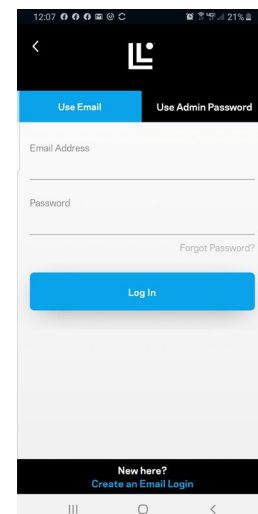 12:07
21%
Use Email
Use Admin Password
Email Address
Password
Forgot Password?
Log In
New here?
Create an Email Login